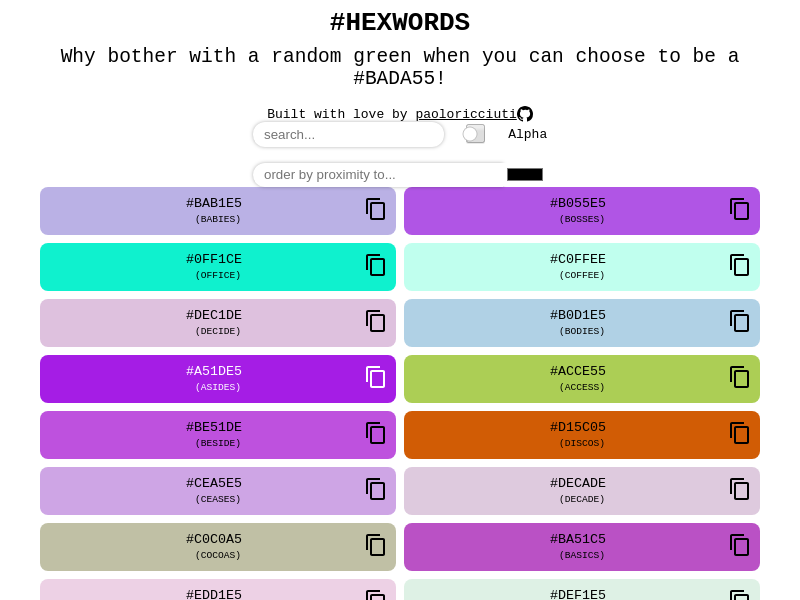 #HEXWORDS
Why bother with a random green when you can choose to be a
#BADA55!
Built with love by paoloricciuti
search...
Alpha
order by proximity to...
#BAB1E5
(BABIES)
#B055E5
(BOSSES)
#0FF1CE
(OFFICE)
#C0FFEE
(COFFEE)
#DEC1DE
(DECIDE)
#B0D1E5
(BODIES)
#A51DE5
(ASIDES)
#ACCE55
(ACCESS)
#BE51DE
(BESIDE)
#D15C05
(DISCOS)
#CEA5E5
(CEASES)
#DECADE
(DECADE)
#C0C0A5
(COCOAS)
#BA51C5
(BASICS)
#EDD1E5
#DEF1E5